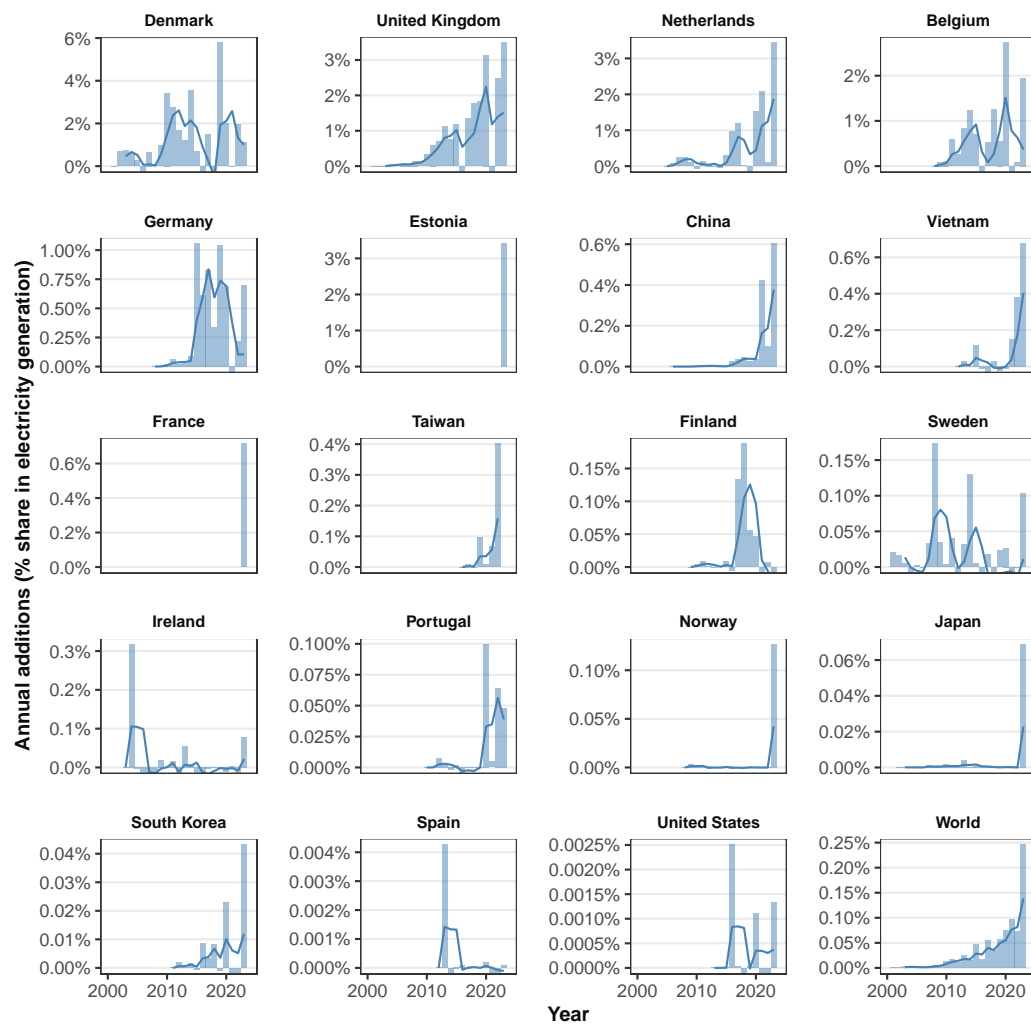 Denmark United Kingdom Netherlands Belgium
6% 4% 2% 0%
3% 2% 1% 0%
3% 2% 1% 0%
2% 1% 0%
Germany Estonia China Vietnam
1.00% 0.75% 0.50% 0.25% 0.00%
3% 2% 1% 0%
0.6% 0.4% 0.2% 0.0%
0.6% 0.4% 0.2% 0.0%
France Taiwan Finland Sweden
0.6% 0.4% 0.2% 0.0%
0.4% 0.3% 0.2% 0.1% 0.0%
0.15% 0.10% 0.05% 0.00%
0.15% 0.10% 0.05% 0.00%
Ireland Portugal Norway Japan
0.3% 0.2% 0.1% 0.0%
0.100% 0.075% 0.050% 0.025% 0.000%
0.10% 0.05% 0.00%
0.06% 0.04% 0.02% 0.00%
South Korea Spain United States World
0.04% 0.03% 0.02% 0.01% 0.00%
0.004% 0.003% 0.002% 0.001% 0.000%
0.0025% 0.0020% 0.0015% 0.0010% 0.0005% 0.0000%
0.25% 0.20% 0.15% 0.10% 0.05% 0.00%
2000 2010 2020 2000 2010 2020 2000 2010 2020 2000 2010 2020
Year
Annual additions (% share in electricity generation)